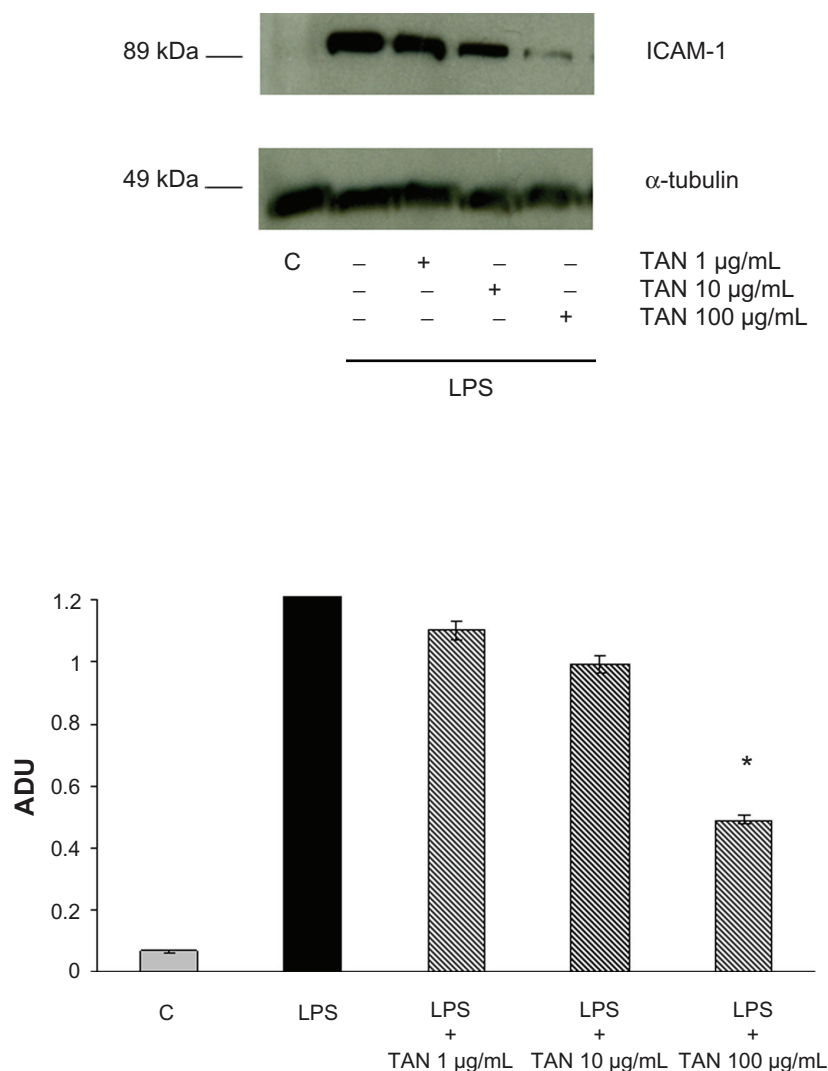 89 kDa ICAM-1
49 kDa α-tubulin
C – + – – TAN 1 µg/mL
– – + – TAN 10 µg/mL
– – – + TAN 100 µg/mL
LPS
1.2
1
0.8
0.6
0.4
0.2
0
ADU
*
C LPS LPS LPS LPS
+ + +
TAN 1 µg/mL TAN 10 µg/mL TAN 100 µg/mL